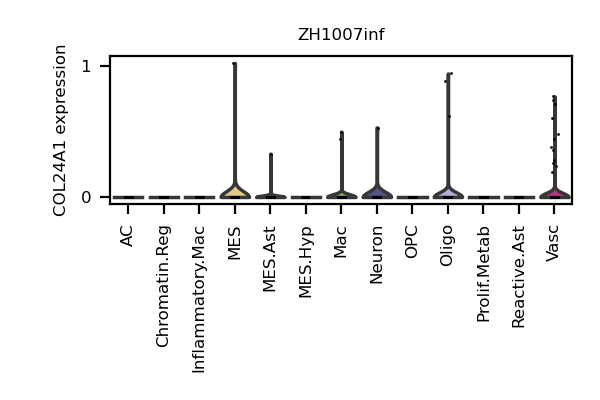 ZH1007inf
COL24A1 expression
1
0
AC
Chromatin.Reg
Inflammatory.Mac
MES
MES.Ast
MES.Hyp
Mac
Neuron
OPC
Oligo
Prolif.Metab
Reactive.Ast
Vasc